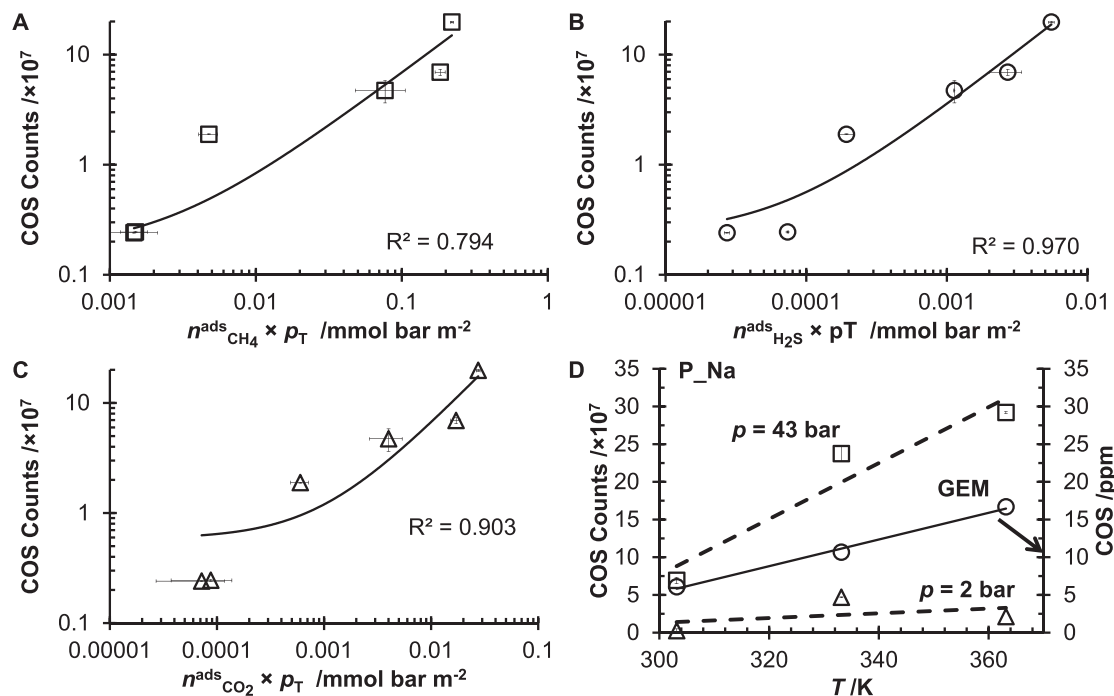 A
COS Counts /×10⁷
10
1
0.1
R² = 0.794
0.001 0.01 0.1 1
nᵃᵈˢCH₄ × pT /mmol bar m⁻²
B
COS Counts /×10⁷
10
1
0.1
R² = 0.970
0.00001 0.0001 0.001 0.01
nᵃᵈˢH₂S × pT /mmol bar m⁻²
C
COS Counts /×10⁷
10
1
0.1
R² = 0.903
0.00001 0.0001 0.001 0.01 0.1
nᵃᵈˢCO₂ × pT /mmol bar m⁻²
D
P_Na
COS Counts /×10⁷
35
30
25
20
15
10
5
0
p = 43 bar
GEM
p = 2 bar
35
30
25
20
15
10
5
0
COS /ppm
300 320 340 360
T /K